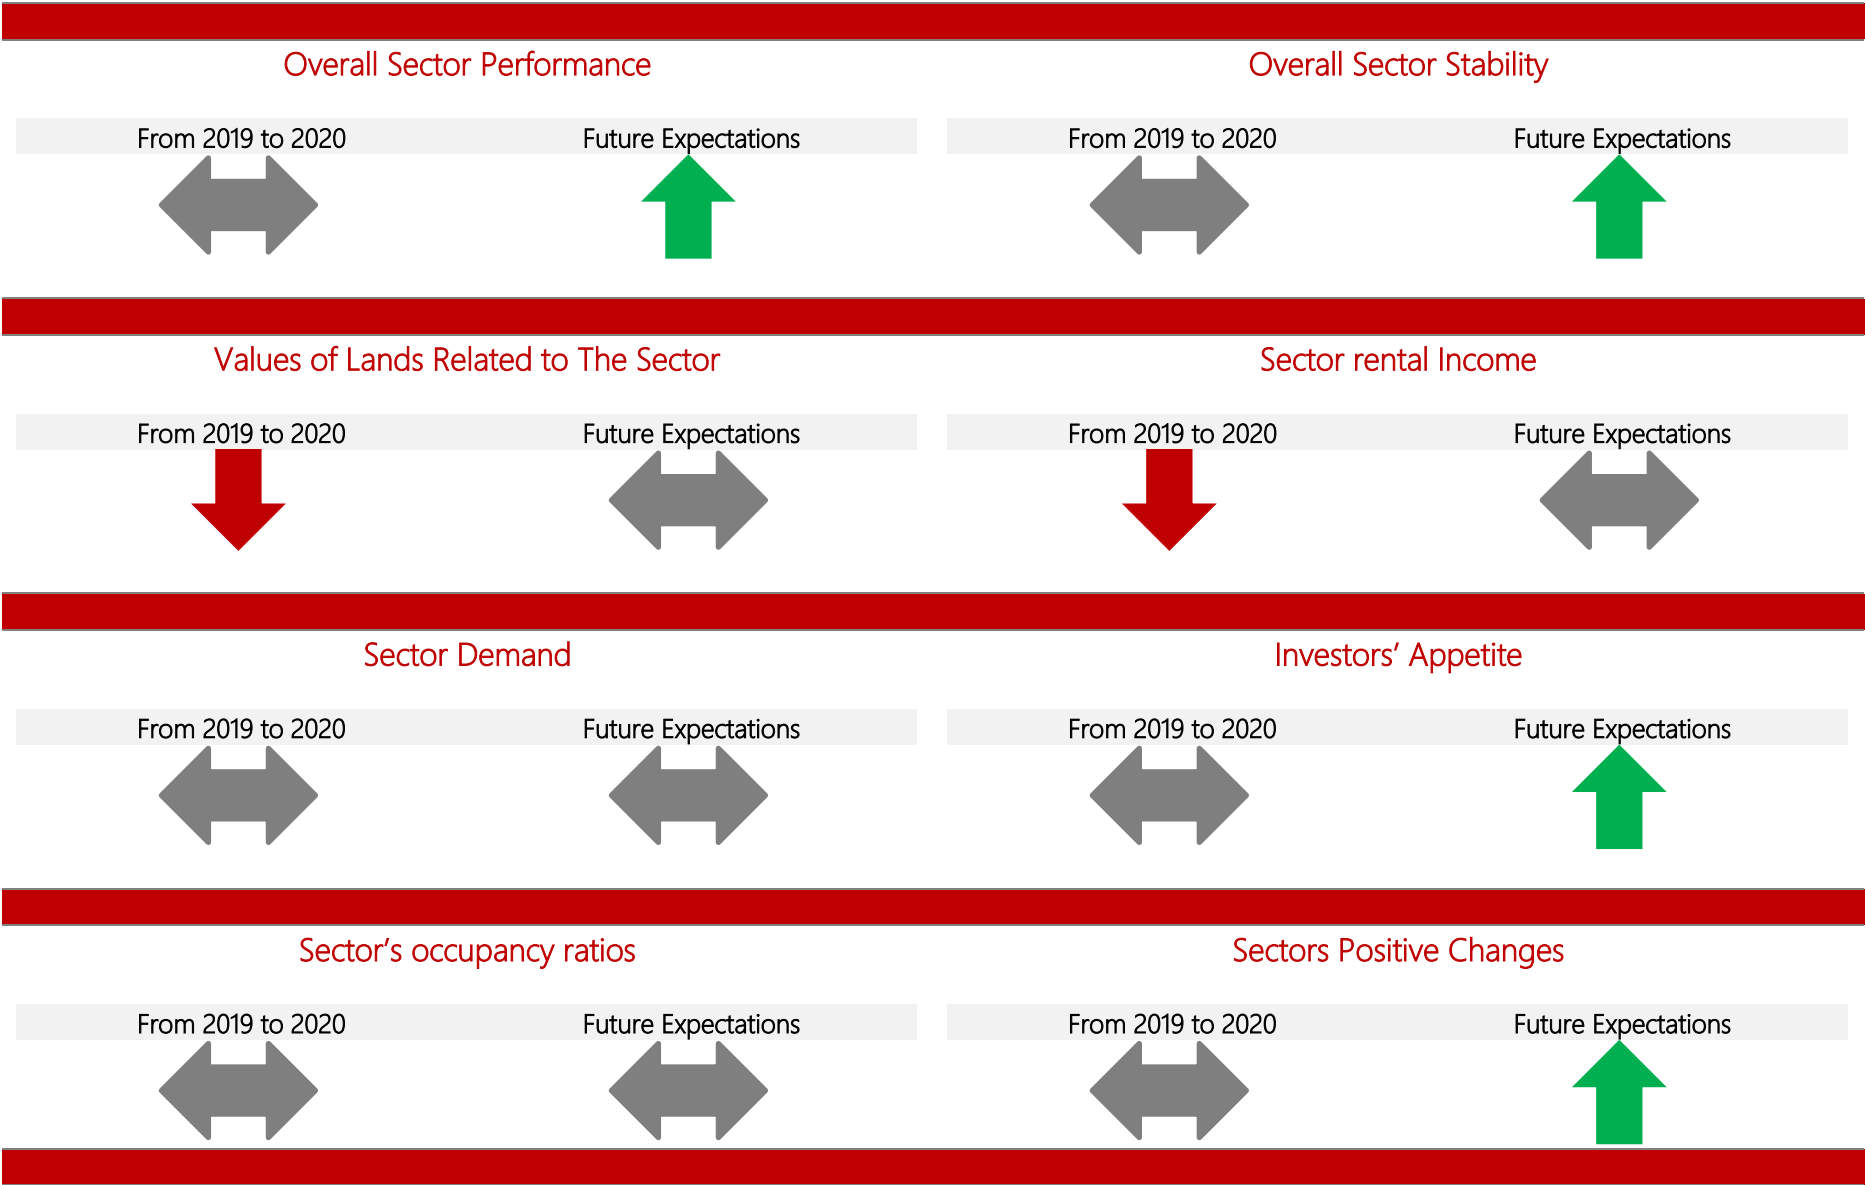 Overall Sector Performance
Overall Sector Stability
From 2019 to 2020
Future Expectations
From 2019 to 2020
Future Expectations
Values of Lands Related to The Sector
Sector rental Income
From 2019 to 2020
Future Expectations
From 2019 to 2020
Future Expectations
Sector Demand
Investors’ Appetite
From 2019 to 2020
Future Expectations
From 2019 to 2020
Future Expectations
Sector’s occupancy ratios
Sectors Positive Changes
From 2019 to 2020
Future Expectations
From 2019 to 2020
Future Expectations